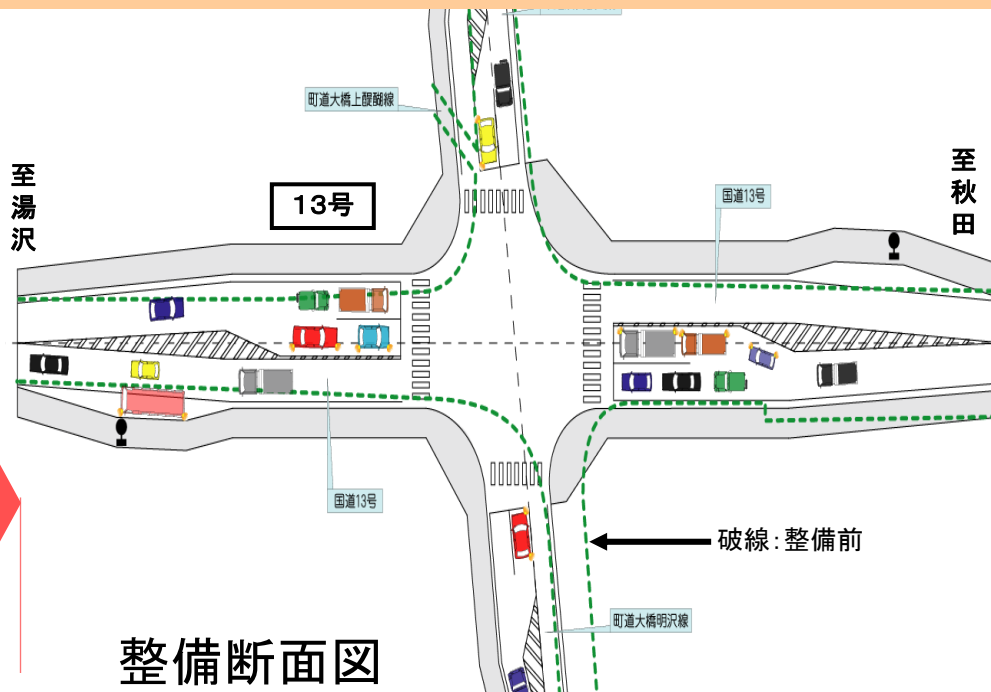 町道大橋上醍醐線
至湯沢
13号
国道13号
至秋田
国道13号
破線:整備前
町道大橋明沢線
整備断面図